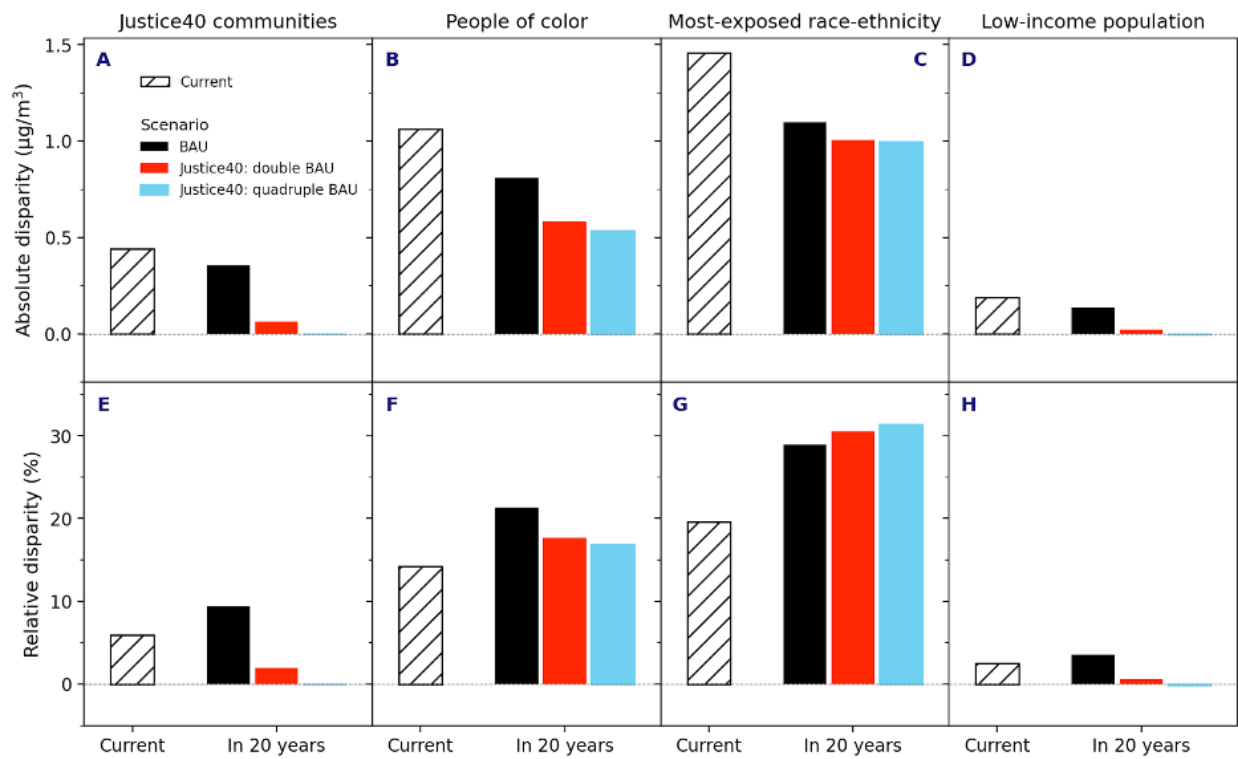 Justice40 communities
People of color
Most-exposed race-ethnicity
Low-income population
Absolute disparity (μg/m³)
1.5
1.0
0.5
0.0
A
Current
Scenario
BAU
Justice40: double BAU
Justice40: quadruple BAU
B
C
D
Relative disparity (%)
30
20
10
0
E
F
G
H
Current
In 20 years
Current
In 20 years
Current
In 20 years
Current
In 20 years